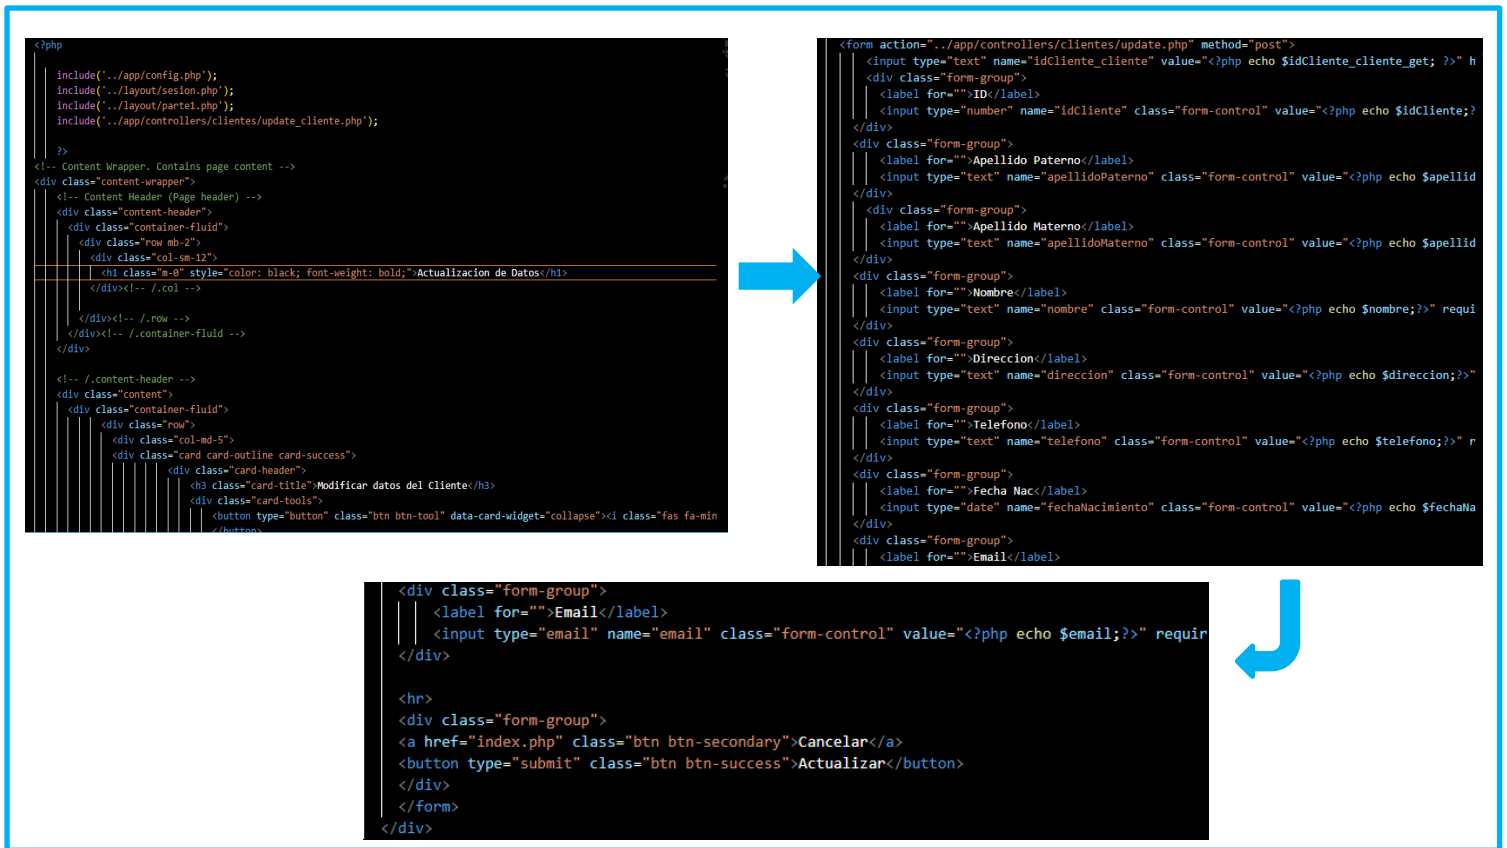 <?php
include('../app/config.php');
include('../layout/sesion.php');
include('../layout/parte1.php');
include('../app/controllers/clientes/update_cliente.php');
?>
<!-- Content Wrapper. Contains page content -->
<div class="content-wrapper">
<!-- Content Header (Page header) -->
<div class="content-header">
<div class="container-fluid">
<div class="row mb-2">
<div class="col-sm-12">
<h1 class="m-0" style="color: black; font-weight: bold;">Actualizacion de Datos</h1>
</div><!-- /.col -->
</div><!-- /.row -->
</div><!-- /.container-fluid -->
</div>
<!-- /.content-header -->
<div class="content">
<div class="container-fluid">
<div class="row">
<div class="col-md-5">
<div class="card card-outline card-success">
<div class="card-header">
<h3 class="card-title">Modificar datos del Cliente</h3>
<div class="card-tools">
<button type="button" class="btn btn-tool" data-card-widget="collapse"><i class="fas fa-min
</button>
<form action="../app/controllers/clientes/update.php" method="post">
<input type="text" name="idCliente_cliente" value="<?php echo $idCliente_cliente_get; ?>" h
<div class="form-group">
<label for="">ID</label>
<input type="number" name="idCliente" class="form-control" value="<?php echo $idCliente;?
</div>
<div class="form-group">
<label for="">Apellido Paterno</label>
<input type="text" name="apellidoPaterno" class="form-control" value="<?php echo $apellid
</div>
<div class="form-group">
<label for="">Apellido Materno</label>
<input type="text" name="apellidoMaterno" class="form-control" value="<?php echo $apellid
</div>
<div class="form-group">
<label for="">Nombre</label>
<input type="text" name="nombre" class="form-control" value="<?php echo $nombre;?>" requi
</div>
<div class="form-group">
<label for="">Direccion</label>
<input type="text" name="direccion" class="form-control" value="<?php echo $direccion;?>"
</div>
<div class="form-group">
<label for="">Telefono</label>
<input type="text" name="telefono" class="form-control" value="<?php echo $telefono;?>" r
</div>
<div class="form-group">
<label for="">Fecha Nac</label>
<input type="date" name="fechaNacimiento" class="form-control" value="<?php echo $fechaNa
</div>
<div class="form-group">
<label for="">Email</label>
<div class="form-group">
<label for="">Email</label>
<input type="email" name="email" class="form-control" value="<?php echo $email;?>" requir
</div>
<hr>
<div class="form-group">
<a href="index.php" class="btn btn-secondary">Cancelar</a>
<button type="submit" class="btn btn-success">Actualizar</button>
</div>
</form>
</div>